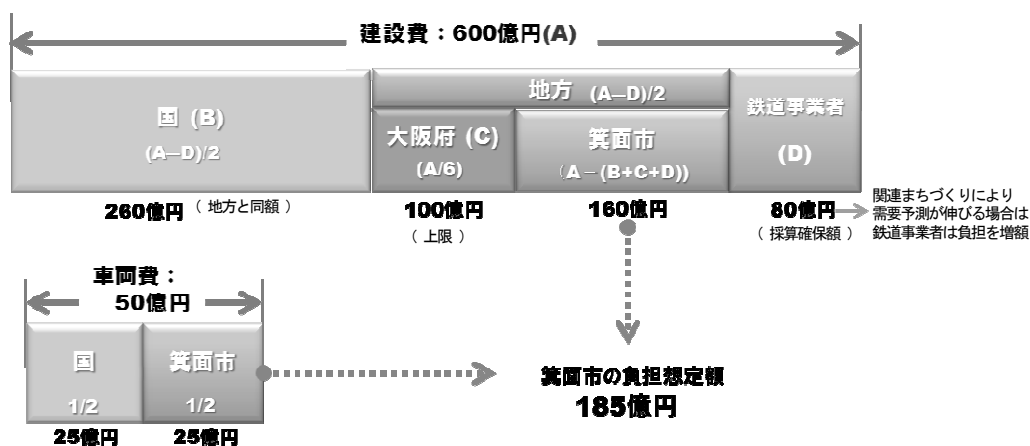 建設費：600億円(A)
国 (B)
(A—D)/2
地方 (A—D)/2
大阪府 (C)
(A/6)
箕面市
(A－(B+C+D))
鉄道事業者
(D)
260億円（ 地方と同額 ）
100億円
（ 上限 ）
160億円
80億円
（ 採算確保額 ）
関連まちづくりにより
需要予測が伸びる場合は
鉄道事業者は負担を増額
車両費：
50億円
国
1/2
箕面市
1/2
25億円
25億円
箕面市の負担想定額
185億円